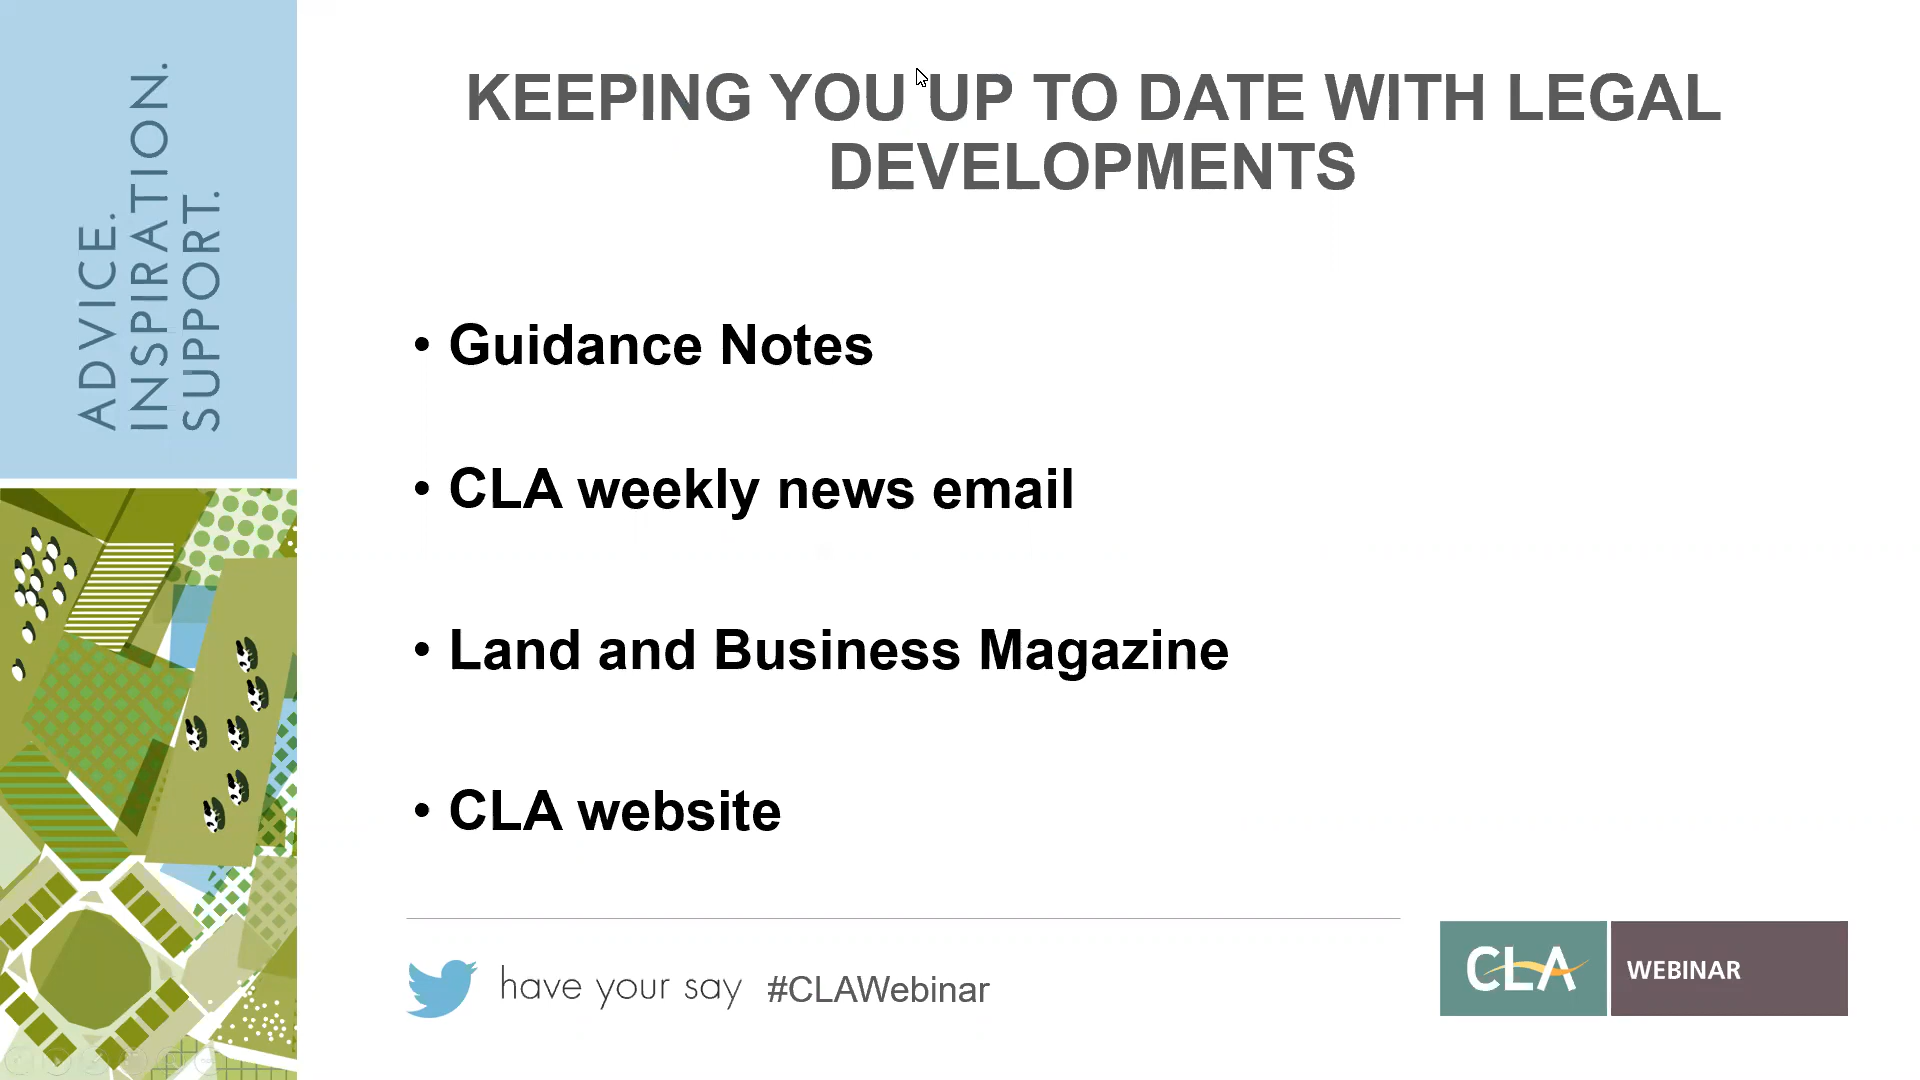 ADVICE.
INSPIRATION.
SUPPORT.
KEEPING YOU UP TO DATE WITH LEGAL
DEVELOPMENTS
• Guidance Notes
• CLA weekly news email
• Land and Business Magazine
• CLA website
have your say #CLAWebinar
CLA WEBINAR